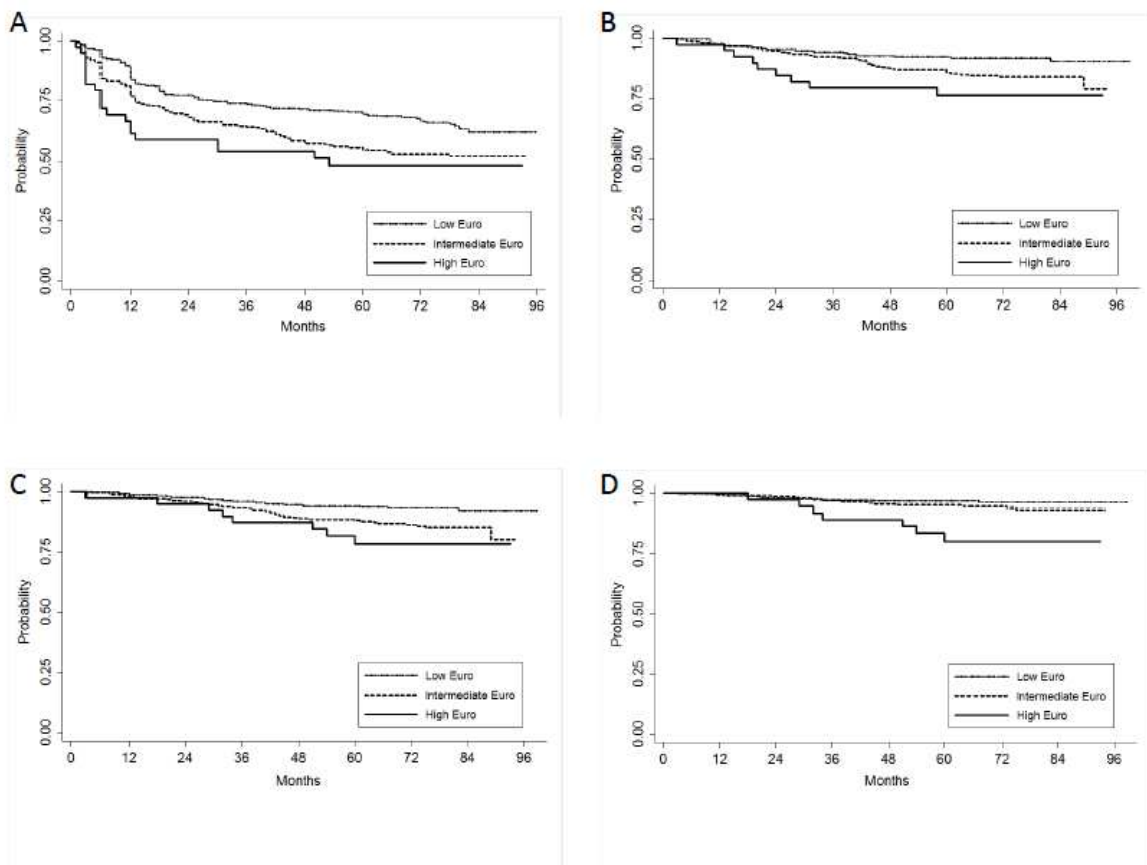 A
Probability
0.00 0.25 0.50 0.75 1.00
Low Euro
Intermediate Euro
High Euro
0 12 24 36 48 60 72 84 96
Months
B
Probability
0.00 0.25 0.50 0.75 1.00
Low Euro
Intermediate Euro
High Euro
0 12 24 36 48 60 72 84 96
Months
C
Probability
0.00 0.25 0.50 0.75 1.00
Low Euro
Intermediate Euro
High Euro
0 12 24 36 48 60 72 84 96
Months
D
Probability
0.00 0.25 0.50 0.75 1.00
Low Euro
Intermediate Euro
High Euro
0 12 24 36 48 60 72 84 96
Months